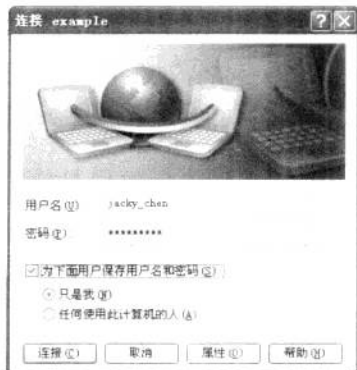 连接 example
用户名(U) jacky_chen
密码(P) *********
为下面用户保存用户名和密码(S)
只是我(N)
任何使用此计算机的人(A)
连接(C) 取消 属性(O) 帮助(H)